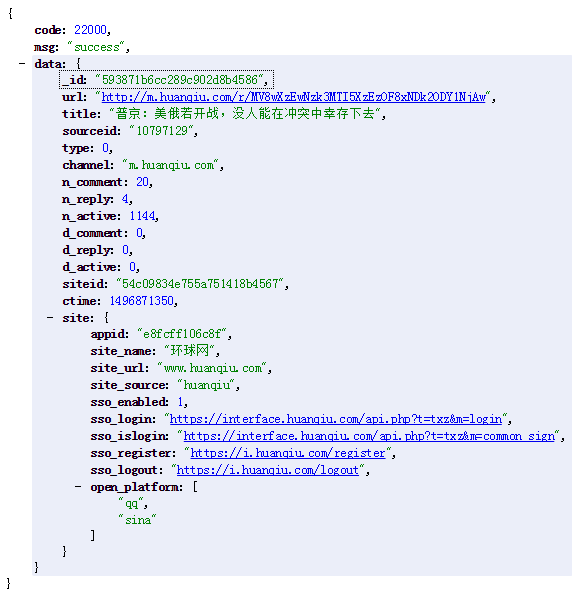 {
code: 22000,
msg: "success",
- data: {
_id: "593871b6cc289c902d8b4586",
url: "http://m.huanqiu.com/r/MV8wXzEwNzk3MTI5XzEzOF8xNDk2ODY1NjAw",
title: "普京：美俄若开战，没人能在冲突中幸存下去",
sourceid: "10797129",
type: 0,
channel: "m.huanqiu.com",
n_comment: 20,
n_reply: 4,
n_active: 1144,
d_comment: 0,
d_reply: 0,
d_active: 0,
siteid: "54c09834e755a751418b4567",
ctime: 1496871350,
- site: {
appid: "e8fcff106c8f",
site_name: "环球网",
site_url: "www.huanqiu.com",
site_source: "huanqiu",
sso_enabled: 1,
sso_login: "https://interface.huanqiu.com/api.php?t=txz&m=login",
sso_islogin: "https://interface.huanqiu.com/api.php?t=txz&m=common_sign",
sso_register: "https://i.huanqiu.com/register",
sso_logout: "https://i.huanqiu.com/logout",
- open_platform: [
"qq",
"sina"
]
}
}
}